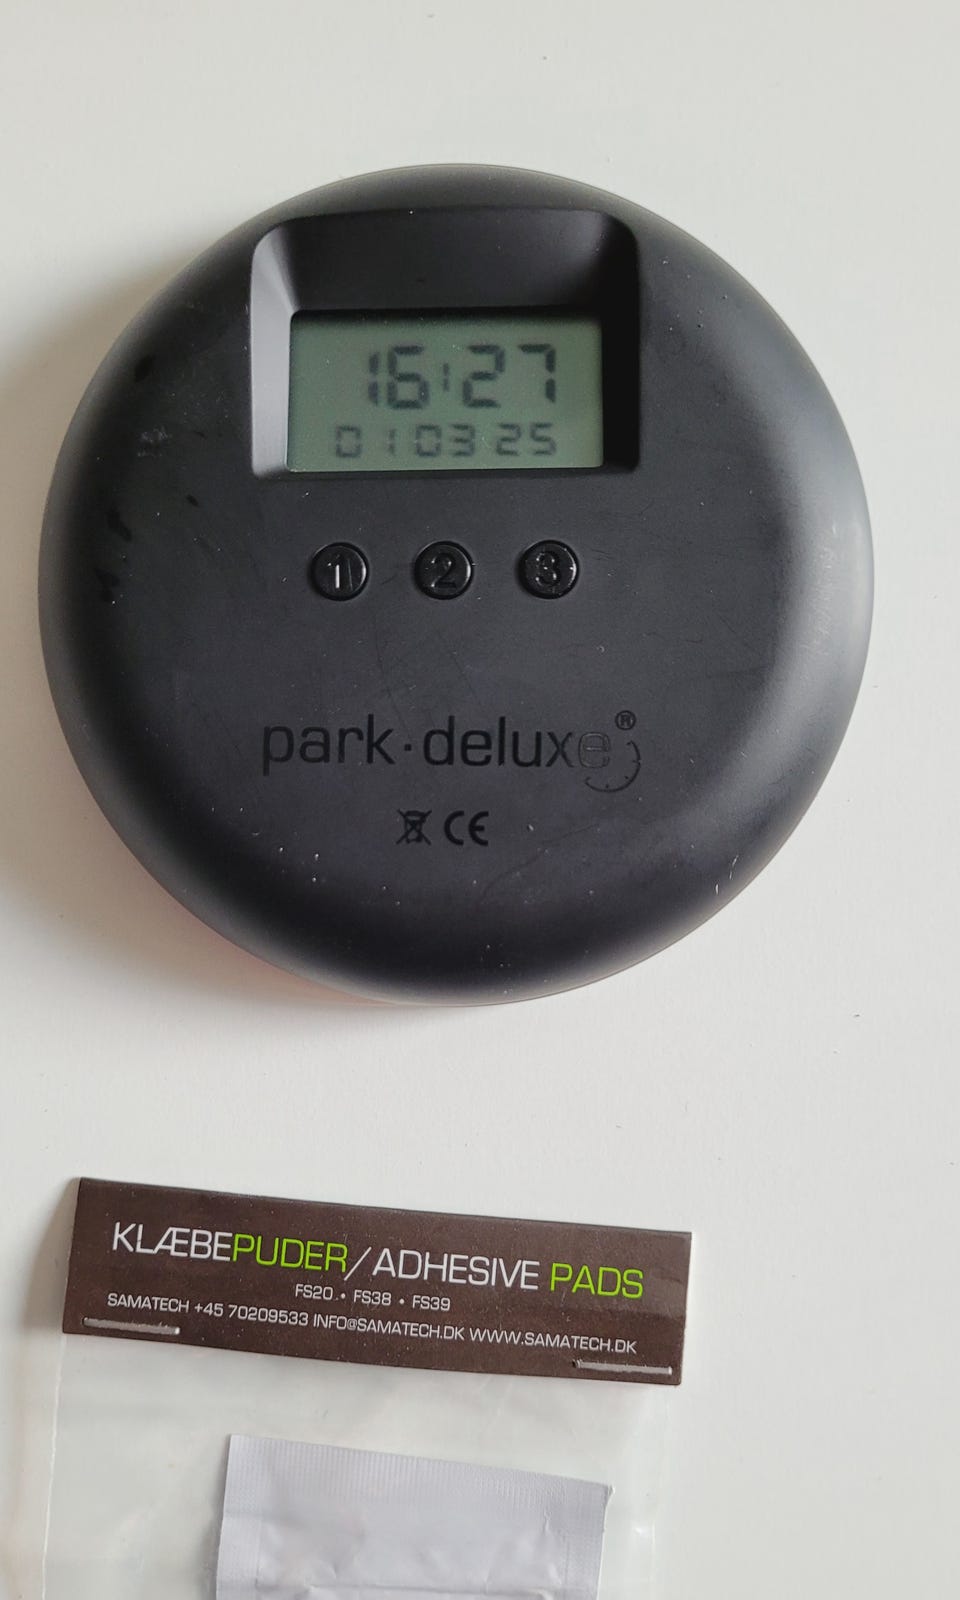 16:27
01 03 25
1 2 3
park·deluxe®
CE
KLÆBEPUDER/ADHESIVE PADS
FS20 • FS38 • FS39
SAMATECH +45 70209533 INFO@SAMATECH.DK WWW.SAMATECH.DK